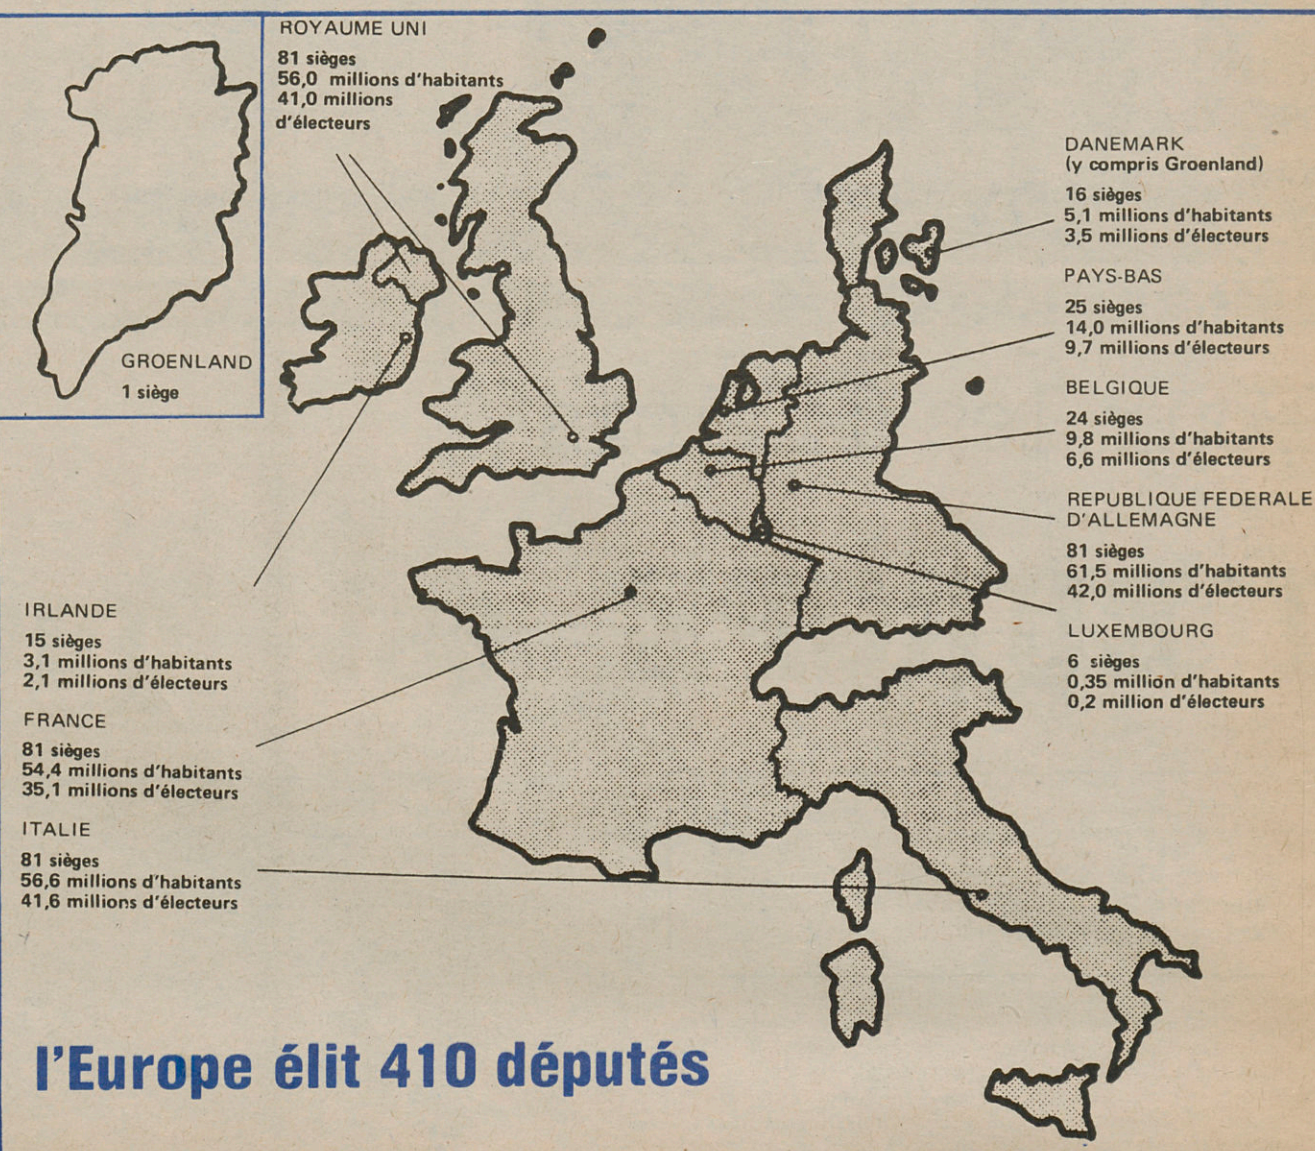 ROYAUME UNI
81 sièges
56,0 millions d'habitants
41,0 millions
d'électeurs
GROENLAND
1 siège
DANEMARK
(y compris Groenland)
16 sièges
5,1 millions d'habitants
3,5 millions d'électeurs
PAYS-BAS
25 sièges
14,0 millions d'habitants
9,7 millions d'électeurs
BELGIQUE
24 sièges
9,8 millions d'habitants
6,6 millions d'électeurs
REPUBLIQUE FEDERALE
D'ALLEMAGNE
81 sièges
61,5 millions d'habitants
42,0 millions d'électeurs
LUXEMBOURG
6 sièges
0,35 million d'habitants
0,2 million d'électeurs
IRLANDE
15 sièges
3,1 millions d'habitants
2,1 millions d'électeurs
FRANCE
81 sièges
54,4 millions d'habitants
35,1 millions d'électeurs
ITALIE
81 sièges
56,6 millions d'habitants
41,6 millions d'électeurs
l'Europe élit 410 députés